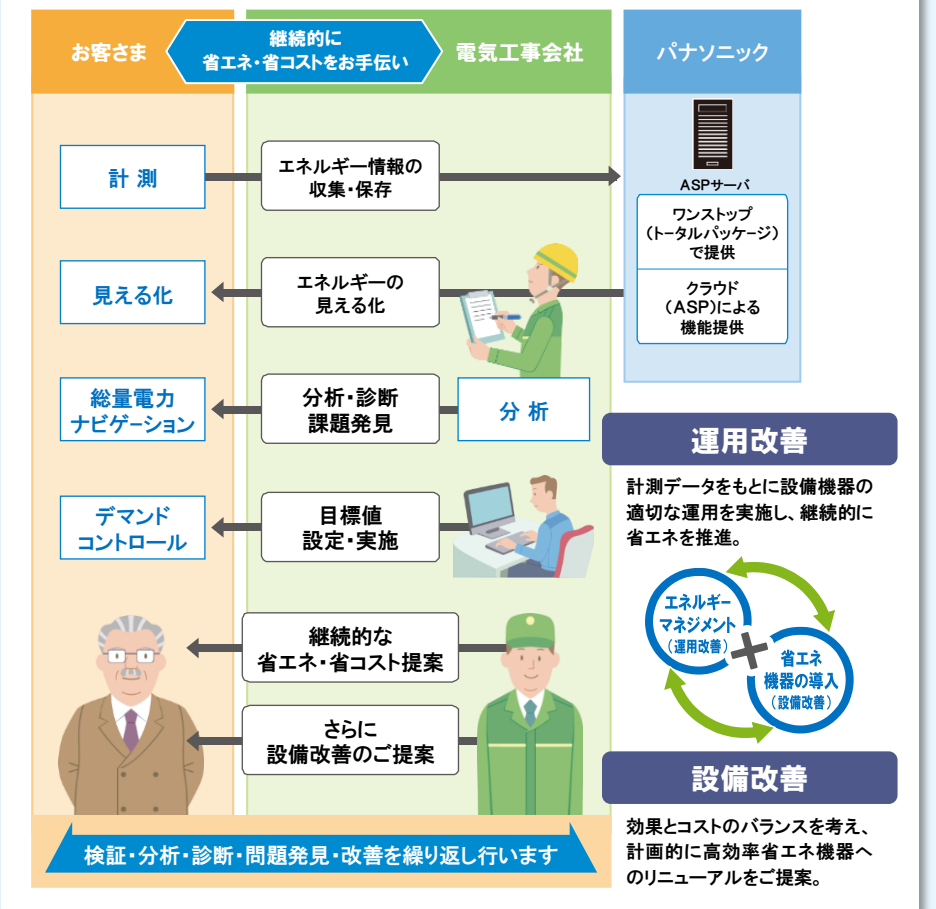 お客さま
継続的に
省エネ・省コストをお手伝い
電気工事会社
パナソニック
計 測
エネルギー情報の
収集・保存
ASPサーバ
ワンストップ
(トータルパッケージ)
で提供
クラウド
(ASP)による
機能提供
見える化
エネルギーの
見える化
総量電力
ナビゲーション
分析・診断
課題発見
分 析
デマンド
コントロール
目標値
設定・実施
継続的な
省エネ・省コスト提案
さらに
設備改善のご提案
検証・分析・診断・問題発見・改善を繰り返し行います
運用改善
計測データをもとに設備機器の
適切な運用を実施し、継続的に
省エネを推進。
エネルギー
マネジメント
(運用改善)
省エネ
機器の導入
(設備改善)
設備改善
効果とコストのバランスを考え、
計画的に高効率省エネ機器へ
のリニューアルをご提案。